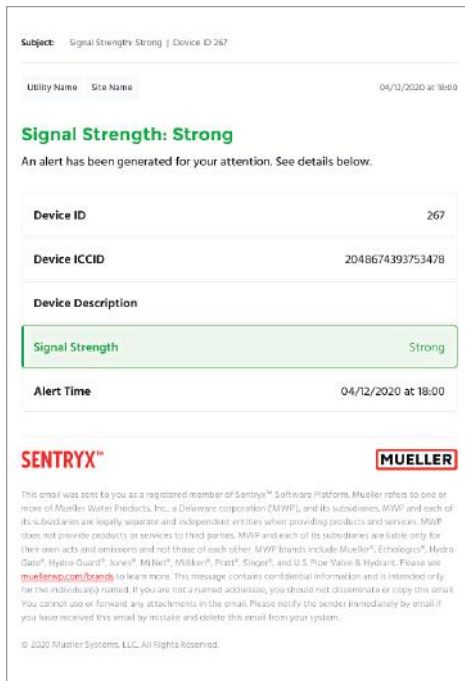 Subject: Signal Strength: Strong | Device ID 267
Utility Name Site Name 04/12/2020 at 18:00
Signal Strength: Strong
An alert has been generated for your attention. See details below.
Device ID 267
Device ICCID 2048674393753478
Device Description
Signal Strength Strong
Alert Time 04/12/2020 at 18:00
SENTRYX™ MUELLER
This email was sent to you as a registered member of Sentryx™ Software Platform. Mueller refers to one or
more of Mueller Water Products, Inc., a Delaware corporation ("MWP"), and its subsidiaries. MWP and each of
its subsidiaries are legally separate and independent entities when providing products and services. MWP
does not provide products or services to third parties. MWP and each of its subsidiaries are liable only for
their own acts and omissions and not those of each other. MWP brands include Mueller®, Echologics®, Hydro
Gate®, Hydro-Guard®, Jones®, Mi.Net®, Milliken®, Pratt®, Singer®, and U.S. Pipe Valve & Hydrant. Please see
muellerwp.com/brands to learn more. This message contains confidential information and is intended only
for the individual(s) named. If you are not a named addressee, you should not disseminate or copy this email.
You cannot use or forward any attachments in the email. Please notify the sender immediately by email if
you have received this email by mistake and delete this email from your system.
© 2020 Mueller Systems, LLC. All Rights Reserved.